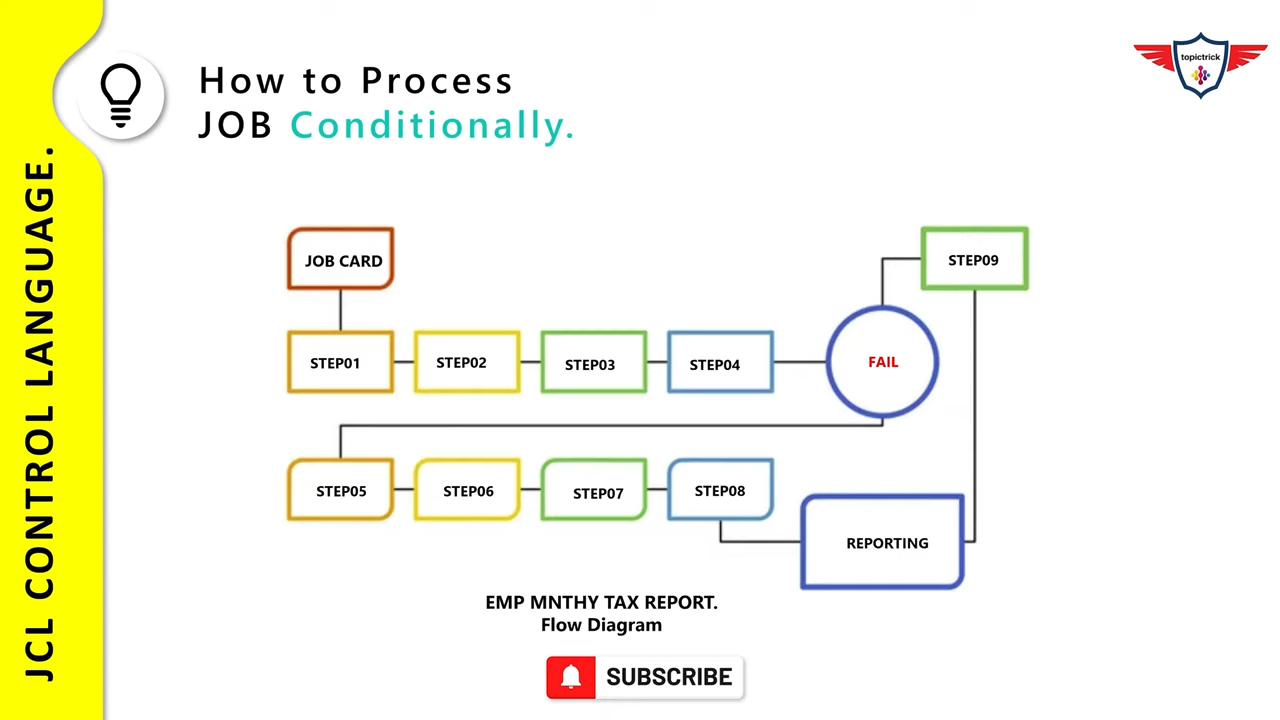 JCL CONTROL LANGUAGE.
How to Process
JOB Conditionally.
topictrick
JOB CARD
STEP09
STEP01
STEP02
STEP03
STEP04
FAIL
STEP05
STEP06
STEP07
STEP08
REPORTING
EMP MNTHY TAX REPORT.
Flow Diagram
SUBSCRIBE